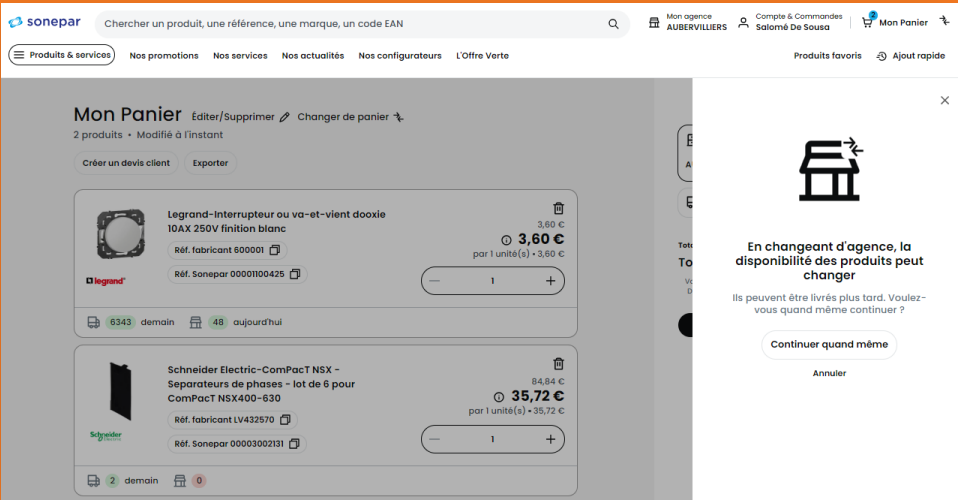 sonepar
Chercher un produit, une référence, une marque, un code EAN
Mon agence
AUBERVILLIERS
Compte & Commandes
Salomé De Sousa
2
Mon Panier
Produits & services
Nos promotions
Nos services
Nos actualités
Nos configurateurs
L'Offre Verte
Produits favoris
Ajout rapide
Mon Panier
Éditer/Supprimer
Changer de panier
2 produits • Modifié à l'instant
Créer un devis client
Exporter
Legrand-Interrupteur ou va-et-vient dooxie
10AX 250V finition blanc
Réf. fabricant 600001
Réf. Sonepar 00001100425
legrand
3,60 €
3,60 €
par 1 unité(s) • 3,60 €
1
6343 demain
48 aujourd'hui
Schneider Electric-ComPacT NSX -
Separateurs de phases - lot de 6 pour
ComPacT NSX400-630
Réf. fabricant LV432570
Réf. Sonepar 00003002131
Schneider
Electric
84,84 €
35,72 €
par 1 unité(s) • 35,72 €
1
2 demain
0
En changeant d'agence, la
disponibilité des produits peut
changer
Ils peuvent être livrés plus tard. Voulez-
vous quand même continuer ?
Continuer quand même
Annuler